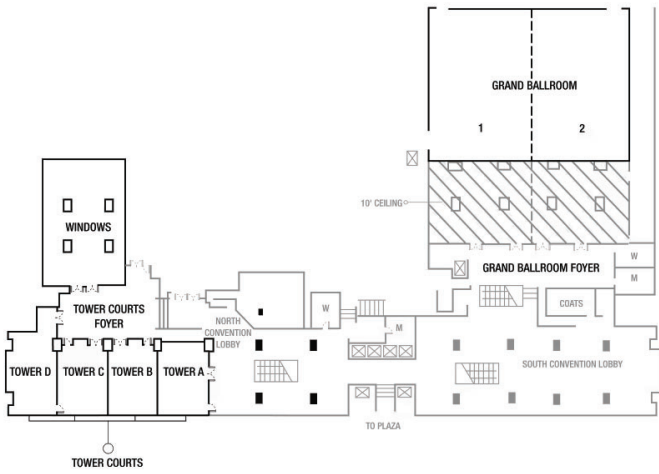 GRAND BALLROOM
1
2
10' CEILING
WINDOWS
GRAND BALLROOM FOYER
W
M
TOWER COURTS
FOYER
NORTH
CONVENTION
LOBBY
W
M
COATS
SOUTH CONVENTION LOBBY
TOWER D
TOWER C
TOWER B
TOWER A
TO PLAZA
TOWER COURTS